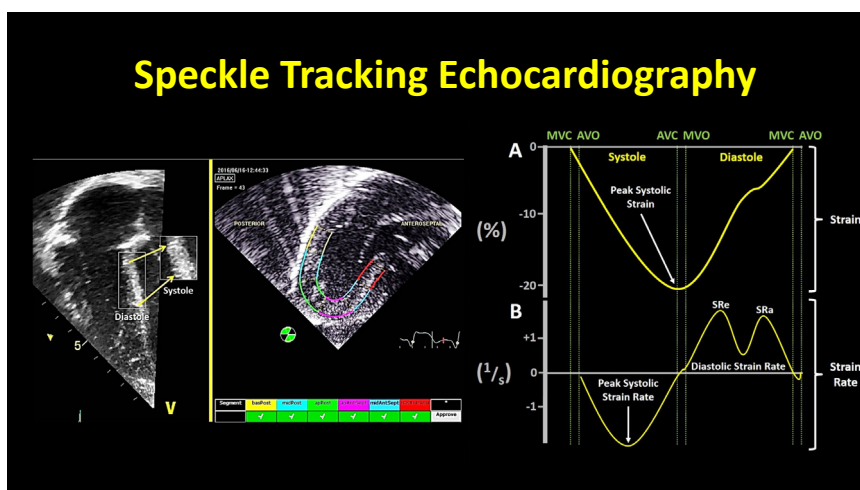 Speckle Tracking Echocardiography
Systole
Diastole
5
V
2016/06/16-12:44:33
APLAX
Frame = 43
POSTERIOR
ANTEROSEPTAL
Segment basPost midPost apPost midAntSept
Approve
MVC AVO AVC MVO MVC AVO
A
0
Systole Diastole
Peak Systolic
Strain
-10
(%)
Strain
-20
B
SRe SRa
+1
(1/s)
0
Diastolic Strain Rate
Strain
Rate
Peak Systolic
Strain Rate
-1